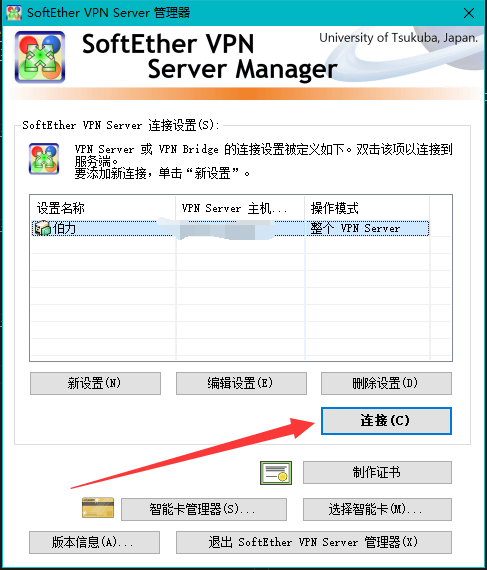 SoftEther VPN Server 管理器
University of Tsukuba, Japan.
SoftEther VPN
Server Manager
SoftEther VPN Server 连接设置(S):
VPN Server 或 VPN Bridge 的连接设置被定义如下。双击该项以连接到
服务端。
要添加新连接，单击“新设置”。
设置名称 VPN Server 主机... 操作模式
伯力 整个 VPN Server
新设置(N) 编辑设置(E) 删除设置(D)
连接(C)
制作证书
智能卡管理器(S)... 选择智能卡(M)...
版本信息(A)... 退出 SoftEther VPN Server 管理器(X)